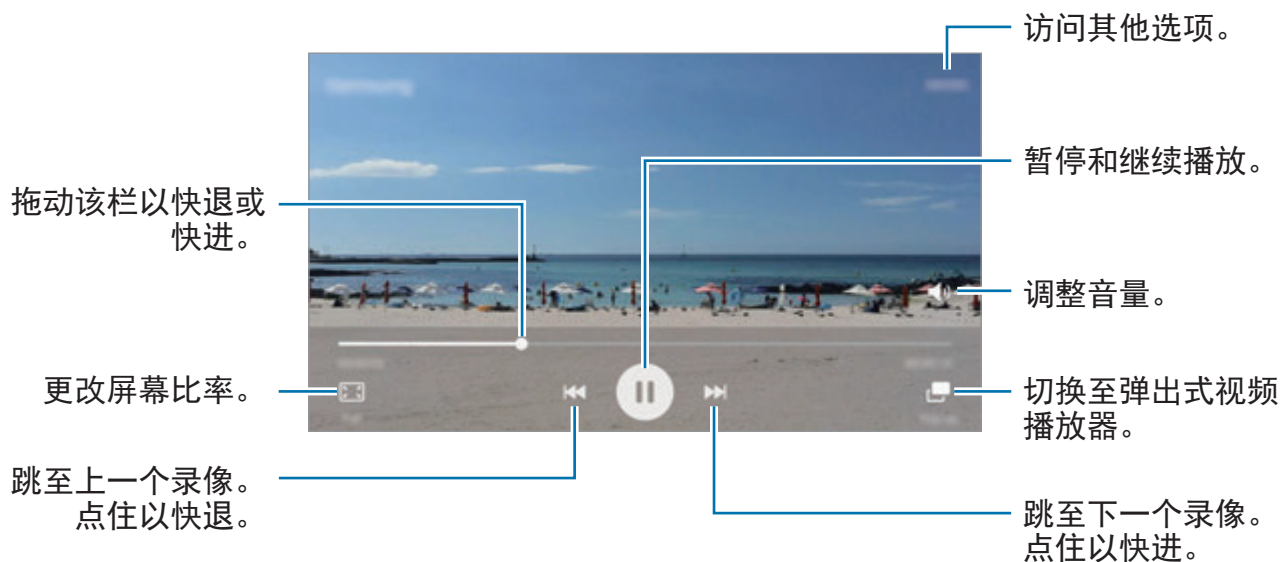 访问其他选项。
暂停和继续播放。
拖动该栏以快退或
快进。
调整音量。
更改屏幕比率。
切换至弹出式视频
播放器。
跳至上一个录像。
点住以快退。
跳至下一个录像。
点住以快进。